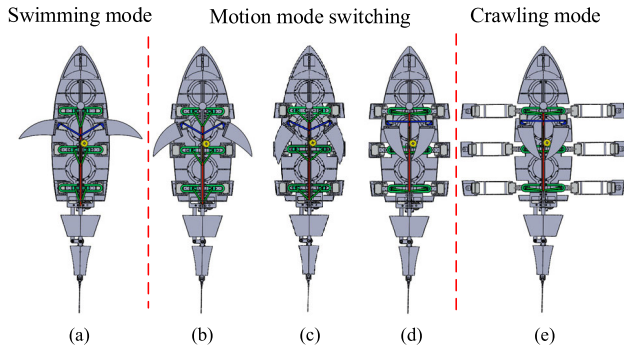 Swimming mode
Motion mode switching
Crawling mode
(a)
(b)
(c)
(d)
(e)